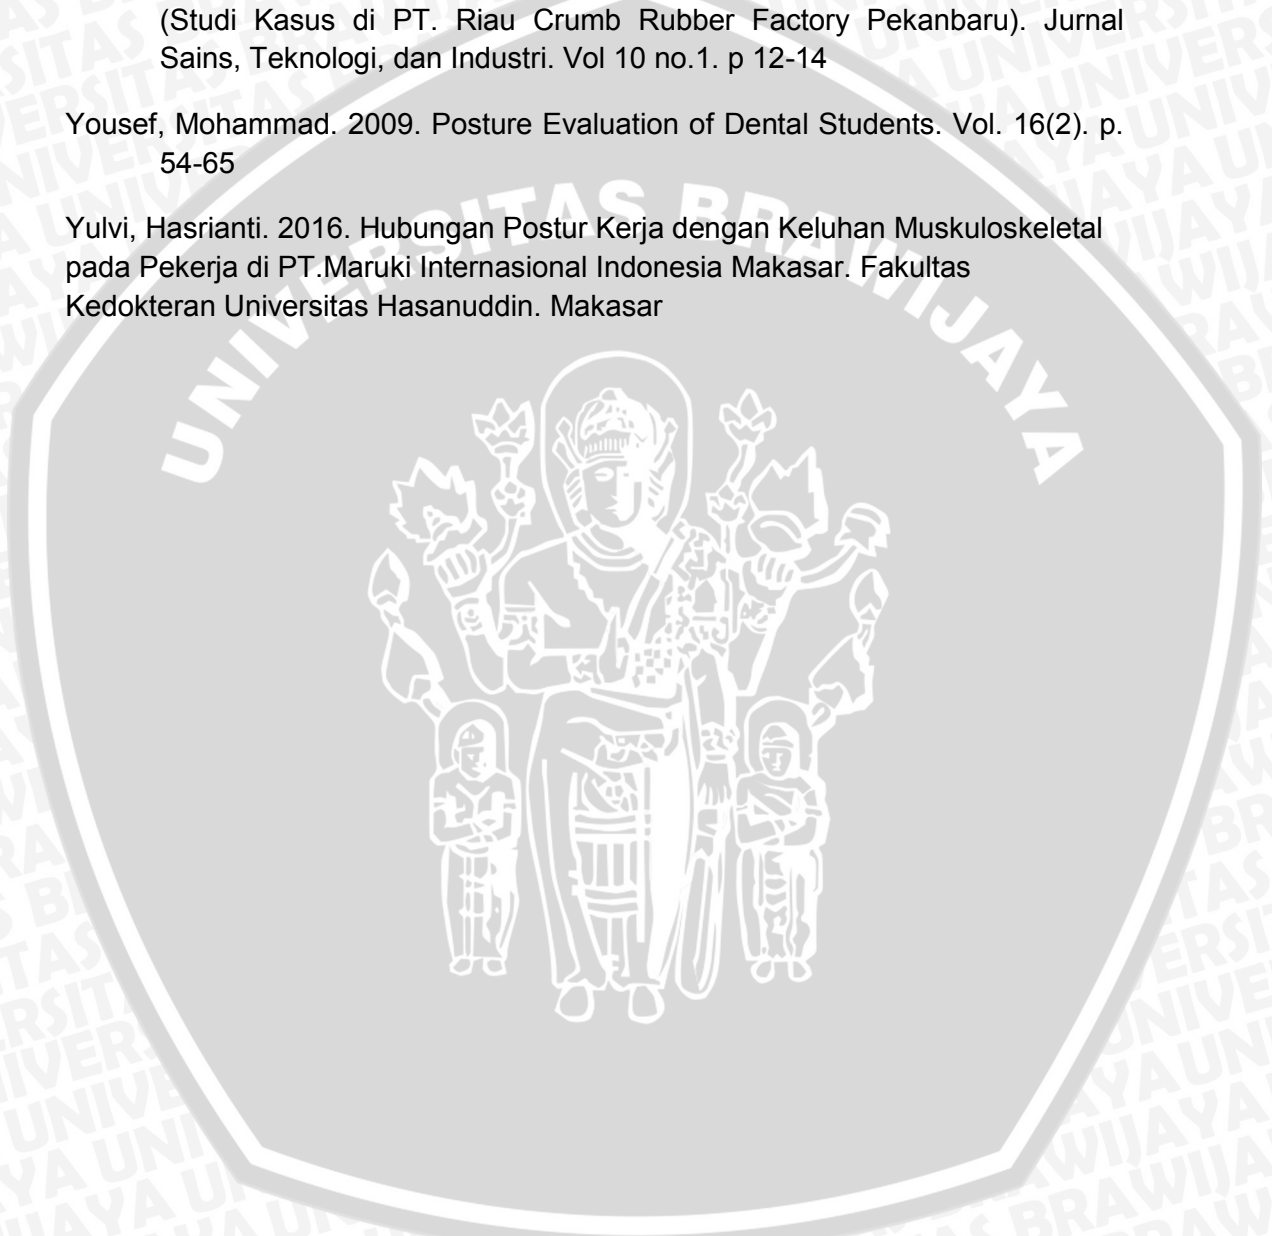 (Studi Kasus di PT. Riau Crumb Rubber Factory Pekanbaru). Jurnal
Sains, Teknologi, dan Industri. Vol 10 no.1. p 12-14
Yousef, Mohammad. 2009. Posture Evaluation of Dental Students. Vol. 16(2). p.
54-65
Yulvi, Hasrianti. 2016. Hubungan Postur Kerja dengan Keluhan Muskuloskeletal
pada Pekerja di PT.Maruki Internasional Indonesia Makasar. Fakultas
Kedokteran Universitas Hasanuddin. Makasar
UNIVERSITAS BRAWIJAYA